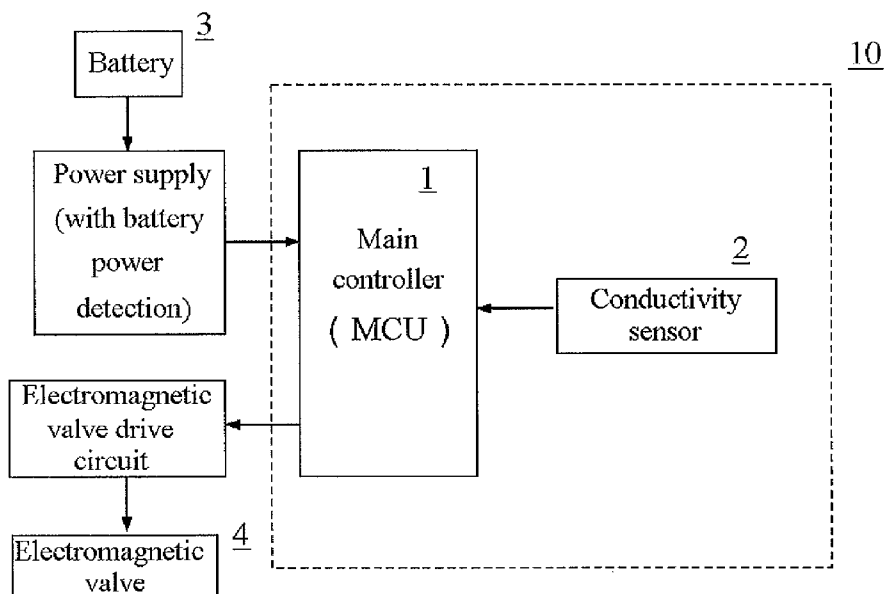 3
Battery
10
Power supply
(with battery
power
detection)
1
Main
controller
( MCU )
2
Conductivity
sensor
Electromagnetic
valve drive
circuit
4
Electromagnetic
valve